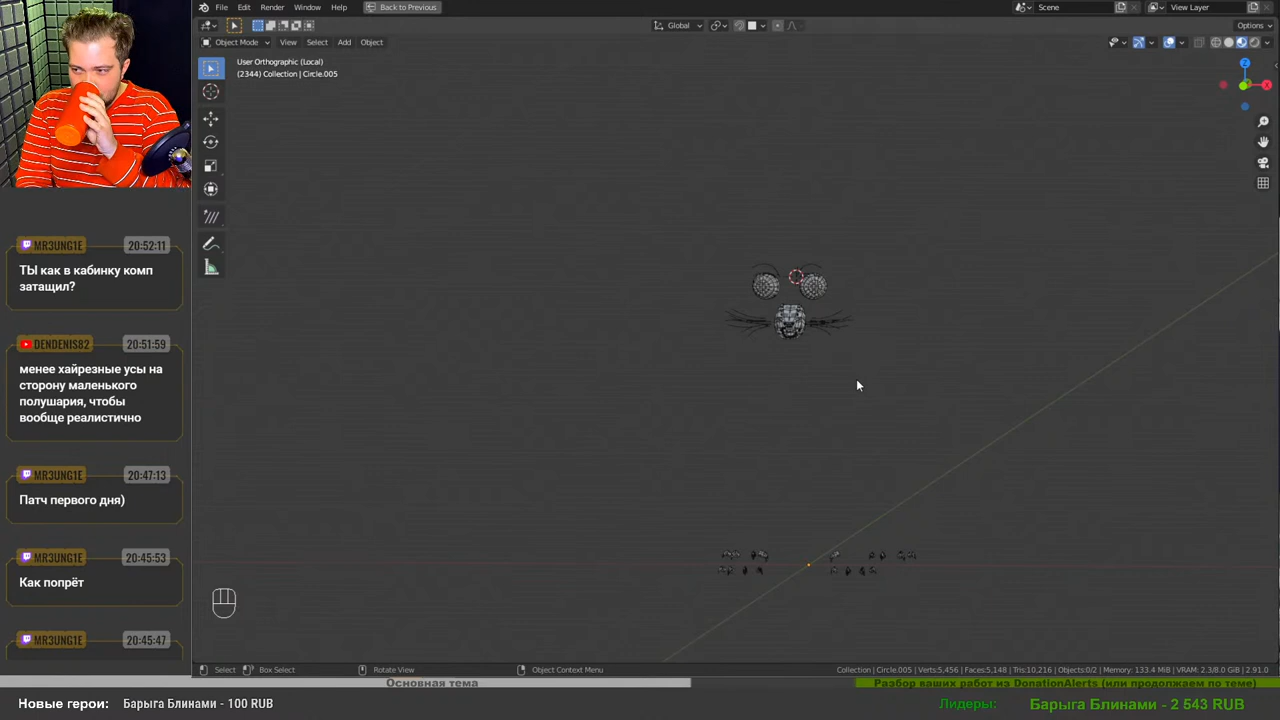 File Edit Render Window Help Back to Previous Scene View Layer
Global Options
Object Mode View Select Add Object
User Orthographic (Local)
(2344) Collection | Circle.005
Z
X
MR3UNG1E 20:52:11
ТЫ как в кабинку комп
затащил?
DENDENIS82 20:51:59
менее хайрезные усы на
сторону маленького
полушария, чтобы
вообще реалистично
MR3UNG1E 20:47:13
Патч первого дня)
MR3UNG1E 20:45:53
Как попрёт
MR3UNG1E 20:45:47
Select Box Select Rotate View Object Context Menu Collection | Circle.005 | Verts:5,456 | Faces:5,148 | Tris:10,216 | Objects:0/2 | Memory: 133.4 MiB | VRAM: 2.3/8.0 GiB | 2.91.0
Основная тема Разбор ваших работ из DonationAlerts (или продолжаем по теме)
Новые герои: Барыга Блинами - 100 RUB Лидеры: Барыга Блинами - 2 543 RUB